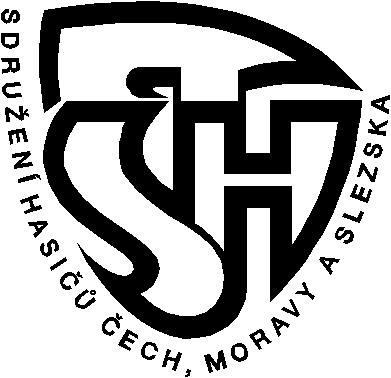 SH
SDRUŽENÍ HASIČŮ ČECH, MORAVY A SLEZSKA